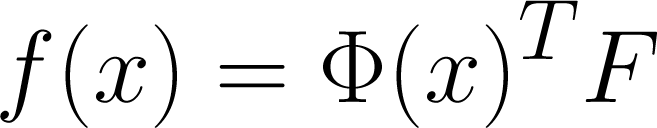 f(x) = Φ(x)^T F